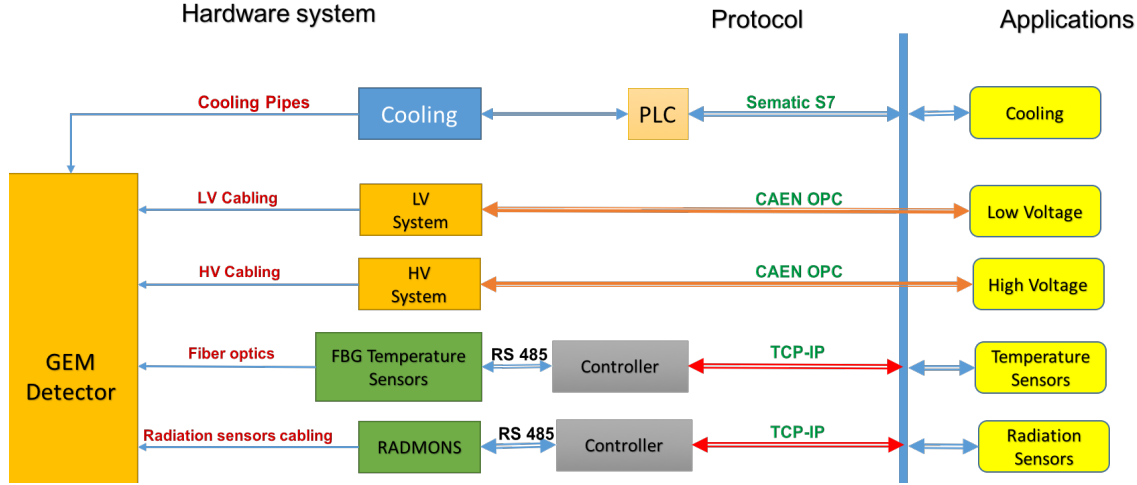 Hardware system
Protocol
Applications
Cooling Pipes
Cooling
PLC
Sematic S7
Cooling
LV Cabling
LV
System
CAEN OPC
Low Voltage
HV Cabling
HV
System
CAEN OPC
High Voltage
GEM
Detector
Fiber optics
FBG Temperature
Sensors
RS 485
Controller
TCP-IP
Temperature
Sensors
Radiation sensors cabling
RADMONS
RS 485
Controller
TCP-IP
Radiation
Sensors